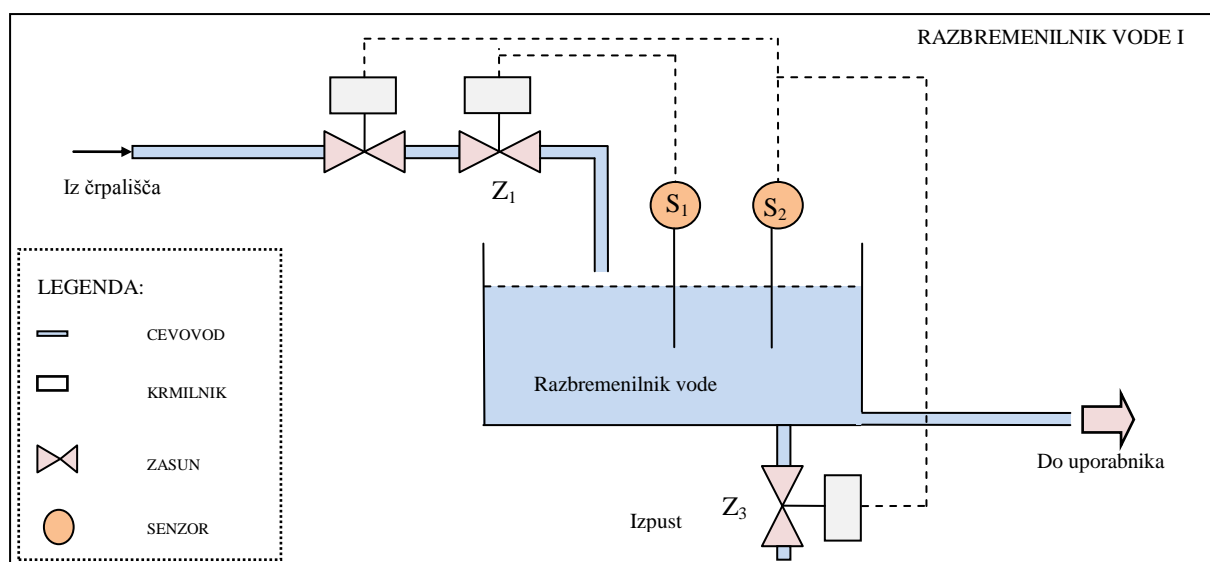 RAZBREMENILNIK VODE I
Iz črpališča
Z1
S1
S2
LEGENDA:
CEVOVOD
KRMILNIK
ZASUN
SENZOR
Razbremenilnik vode
Do uporabnika
Izpust
Z3